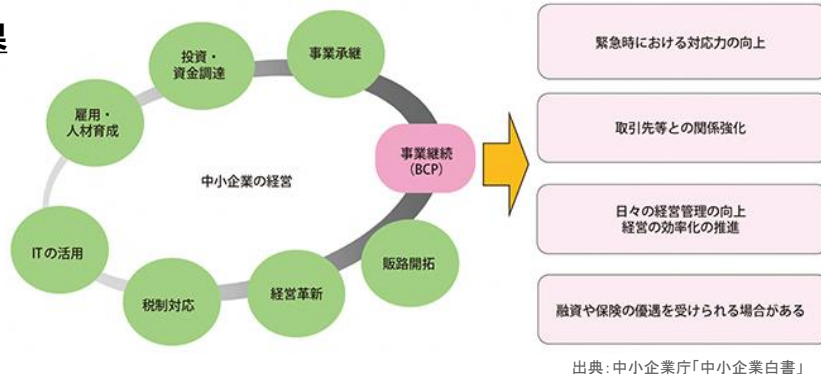 投資・
資金調達
事業承継
雇用・
人材育成
事業継続
（BCP）
中小企業の経営
ITの活用
販路開拓
税制対応
経営革新
緊急時における対応力の向上
取引先等との関係強化
日々の経営管理の向上
経営の効率化の推進
融資や保険の優遇を受けられる場合がある
出典：中小企業庁「中小企業白書」